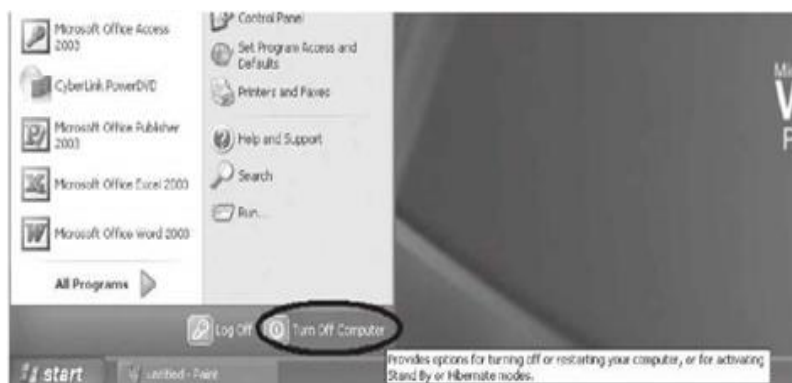 Microsoft Office Access
2003
CyberLink PowerDVD
Microsoft Office Publisher
2003
Microsoft Office Excel 2003
Microsoft Office Word 2003
All Programs
Control Panel
Set Program Access and
Defaults
Printers and Faxes
Help and Support
Search
Run...
Log Off
Turn Off Computer
start
untitled - Paint
Provides options for turning off or restarting your computer, or for activating
Stand By or Hibernate modes.